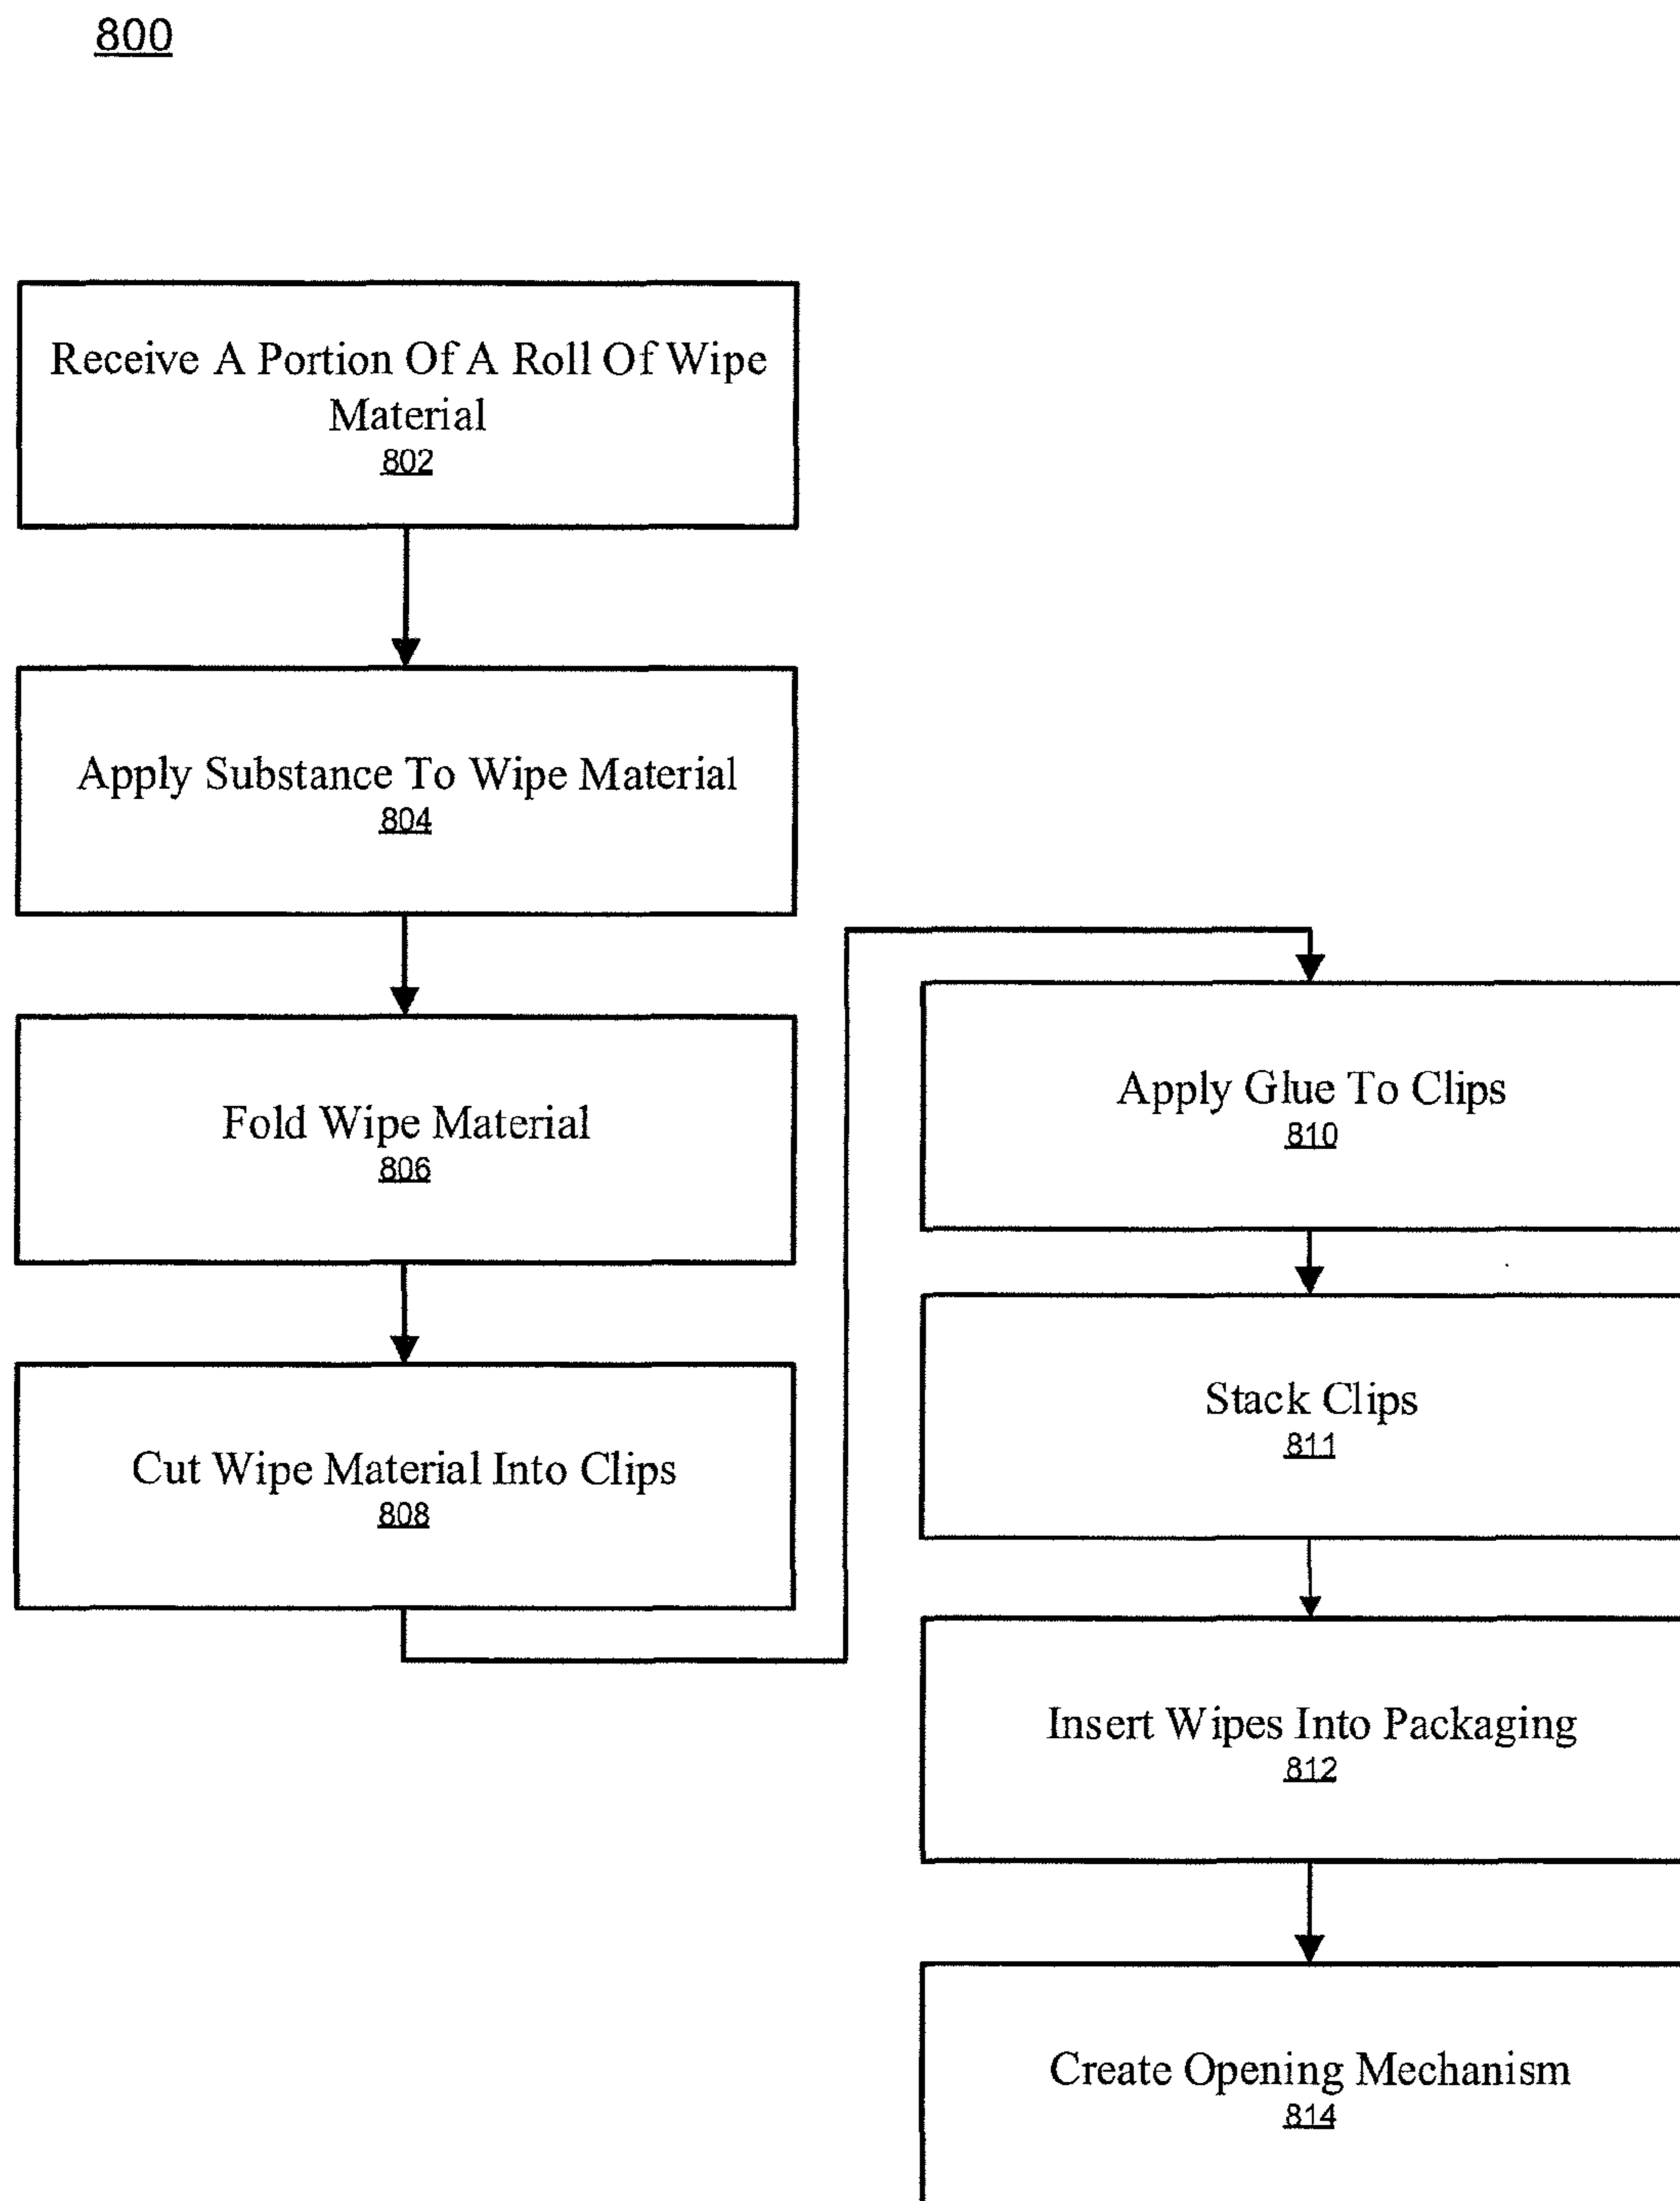 800
Receive A Portion Of A Roll Of Wipe
Material
802
Apply Substance To Wipe Material
804
Fold Wipe Material
806
Cut Wipe Material Into Clips
808
Apply Glue To Clips
810
Stack Clips
811
Insert Wipes Into Packaging
812
Create Opening Mechanism
814